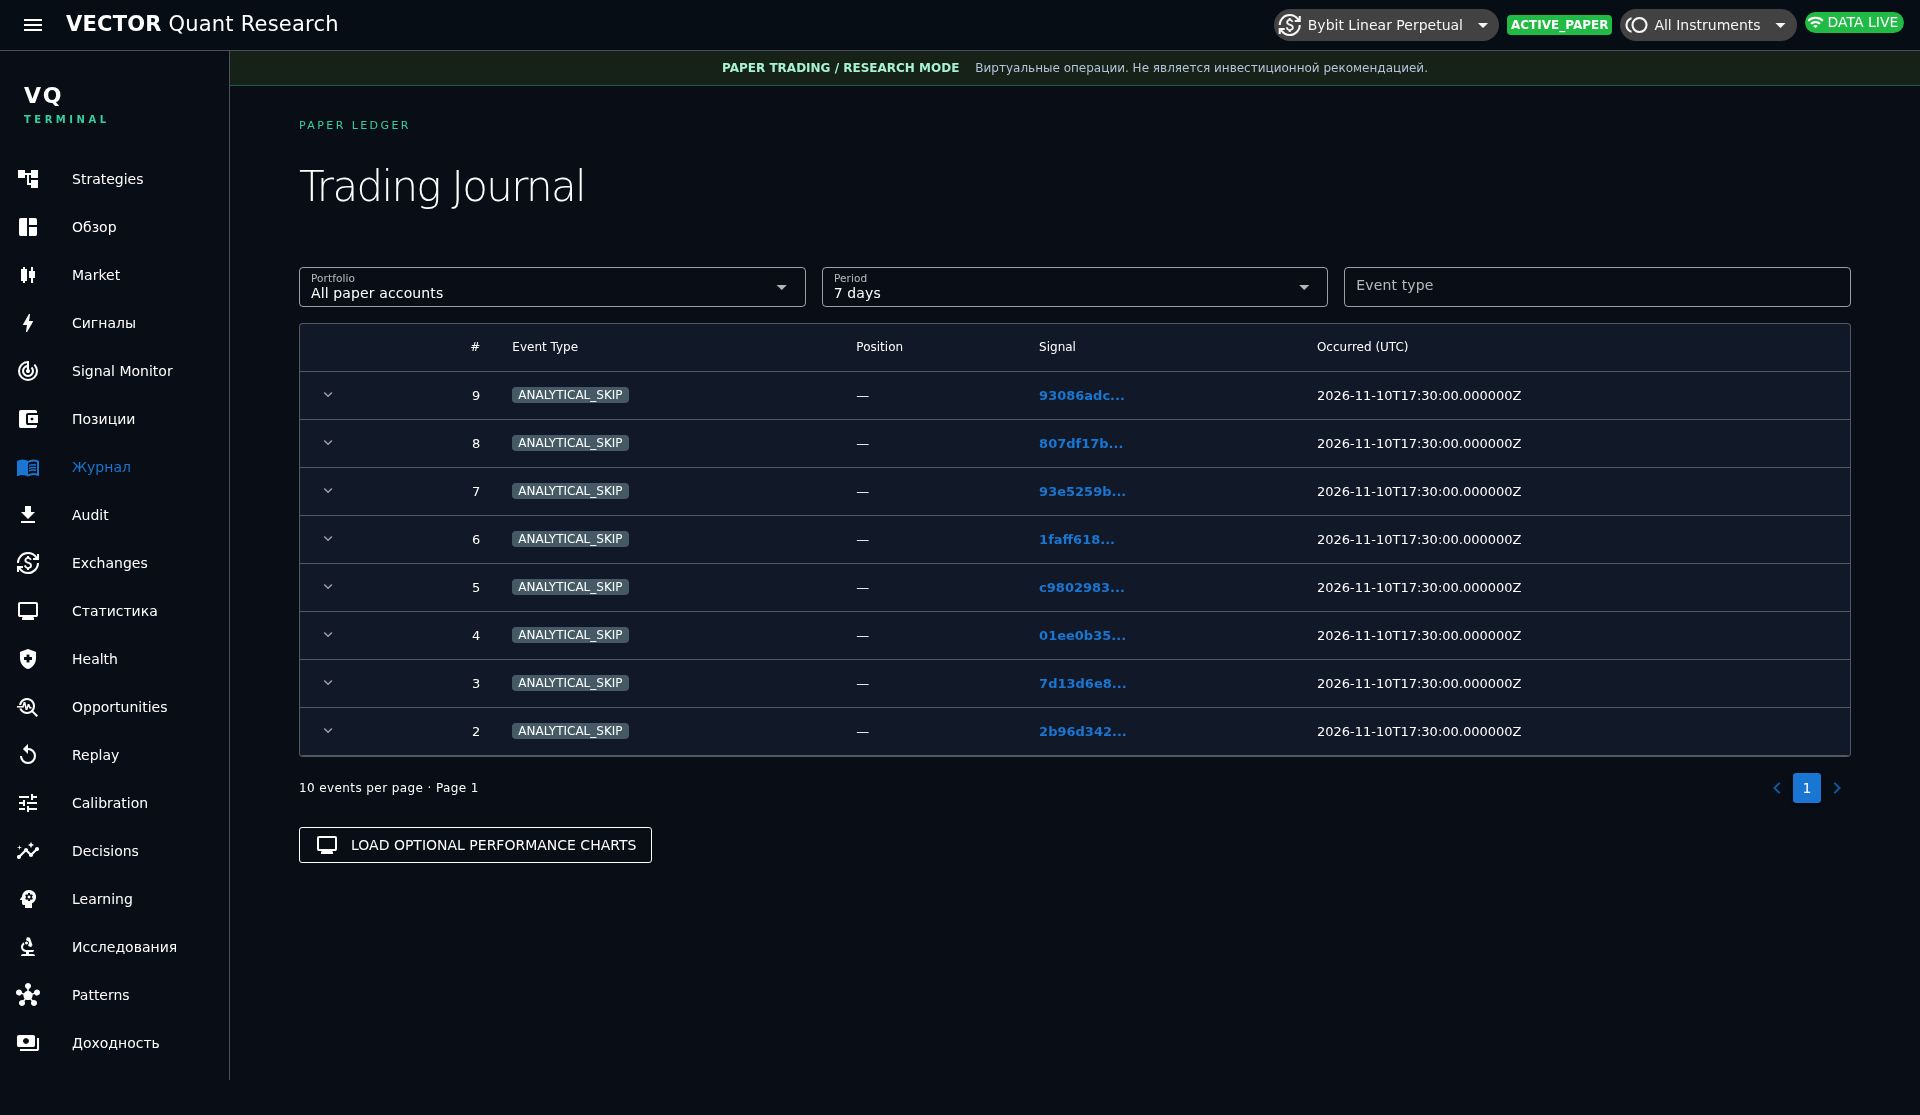 VECTOR Quant Research
Bybit Linear Perpetual
ACTIVE_PAPER
All Instruments
DATA LIVE
PAPER TRADING / RESEARCH MODE Виртуальные операции. Не является инвестиционной рекомендацией.
VQ
TERMINAL
Strategies
Обзор
Market
Сигналы
Signal Monitor
Позиции
Журнал
Audit
Exchanges
Статистика
Health
Opportunities
Replay
Calibration
Decisions
Learning
Исследования
Patterns
Доходность
PAPER LEDGER
Trading Journal
Portfolio
All paper accounts
Period
7 days
Event type
# Event Type Position Signal Occurred (UTC)
9 ANALYTICAL_SKIP — 93086adc... 2026-11-10T17:30:00.000000Z
8 ANALYTICAL_SKIP — 807df17b... 2026-11-10T17:30:00.000000Z
7 ANALYTICAL_SKIP — 93e5259b... 2026-11-10T17:30:00.000000Z
6 ANALYTICAL_SKIP — 1faff618... 2026-11-10T17:30:00.000000Z
5 ANALYTICAL_SKIP — c9802983... 2026-11-10T17:30:00.000000Z
4 ANALYTICAL_SKIP — 01ee0b35... 2026-11-10T17:30:00.000000Z
3 ANALYTICAL_SKIP — 7d13d6e8... 2026-11-10T17:30:00.000000Z
2 ANALYTICAL_SKIP — 2b96d342... 2026-11-10T17:30:00.000000Z
10 events per page · Page 1
1
LOAD OPTIONAL PERFORMANCE CHARTS